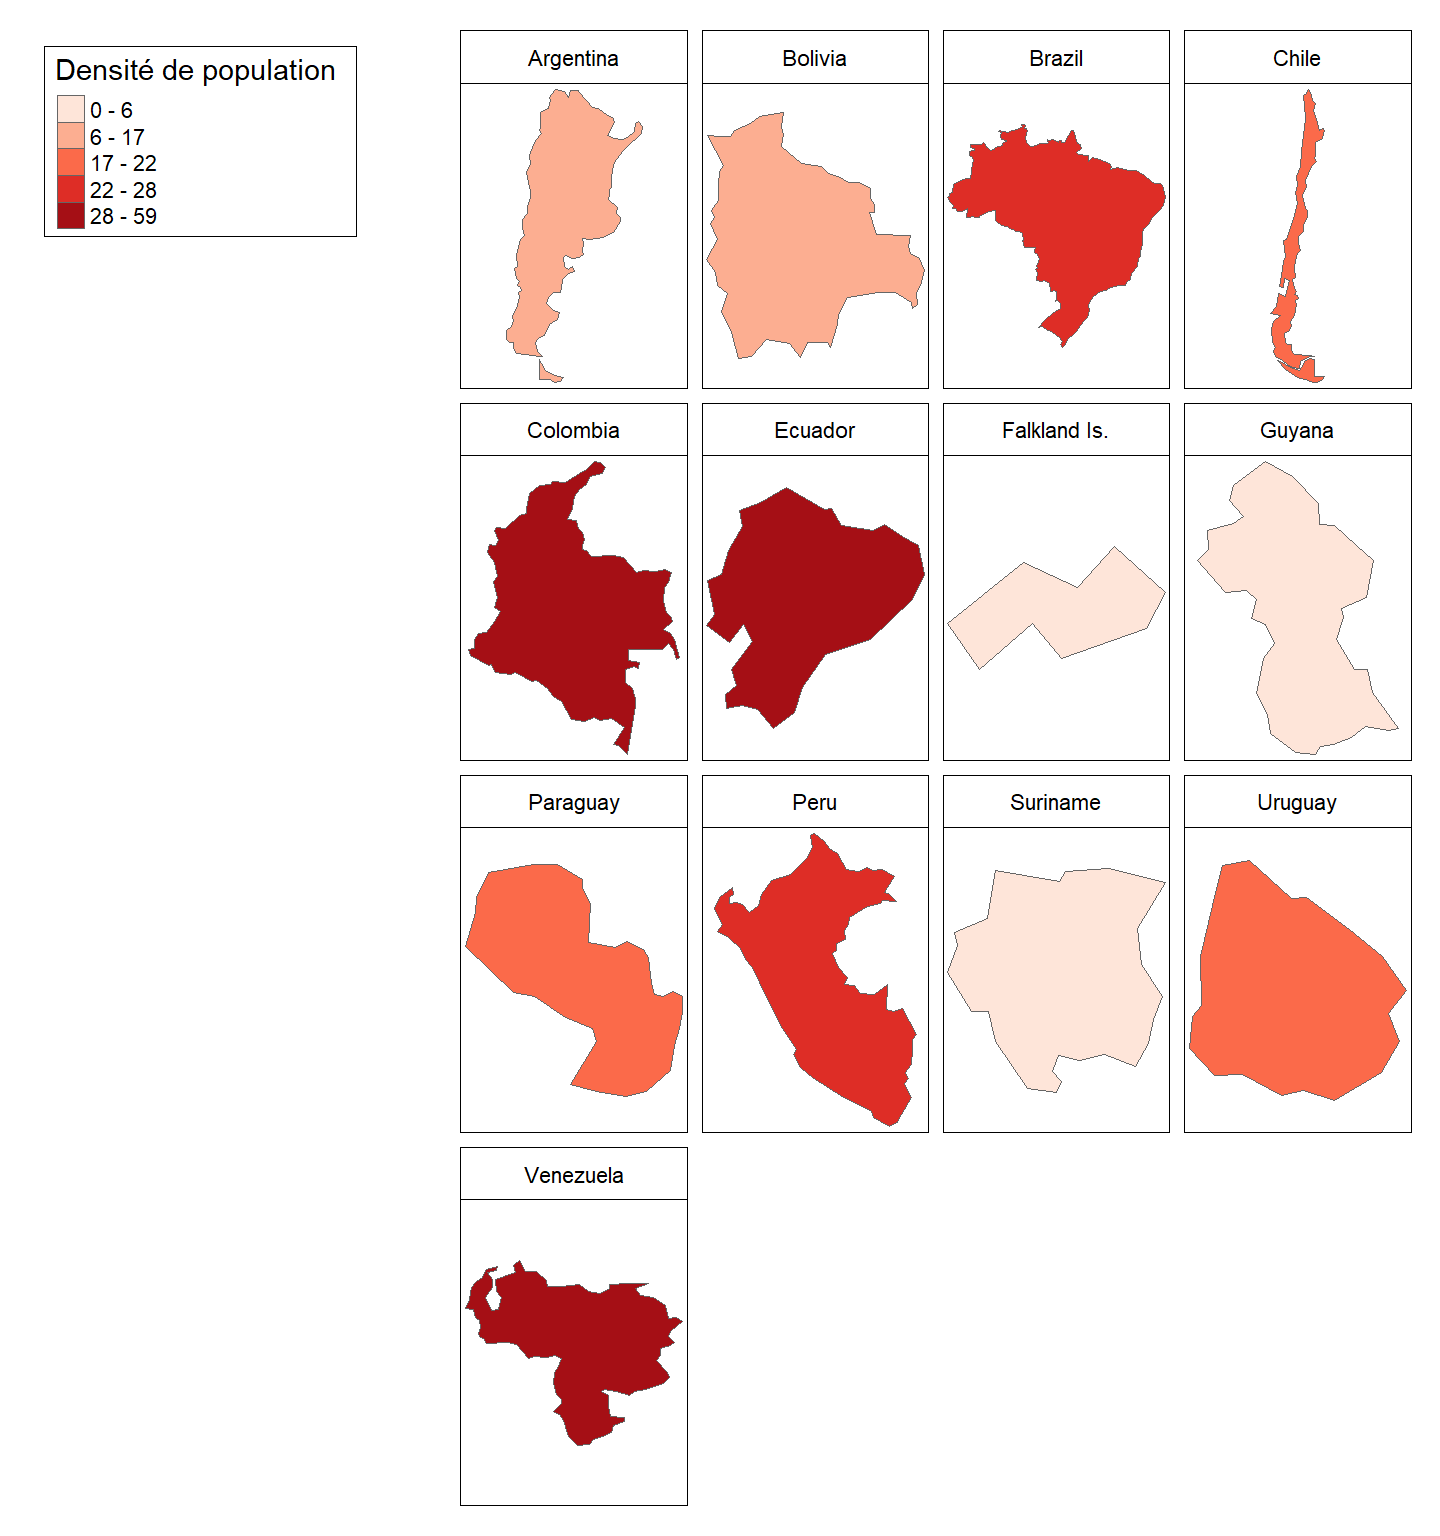 Densité de population
0 - 6
6 - 17
17 - 22
22 - 28
28 - 59
Argentina
Bolivia
Brazil
Chile
Colombia
Ecuador
Falkland Is.
Guyana
Paraguay
Peru
Suriname
Uruguay
Venezuela